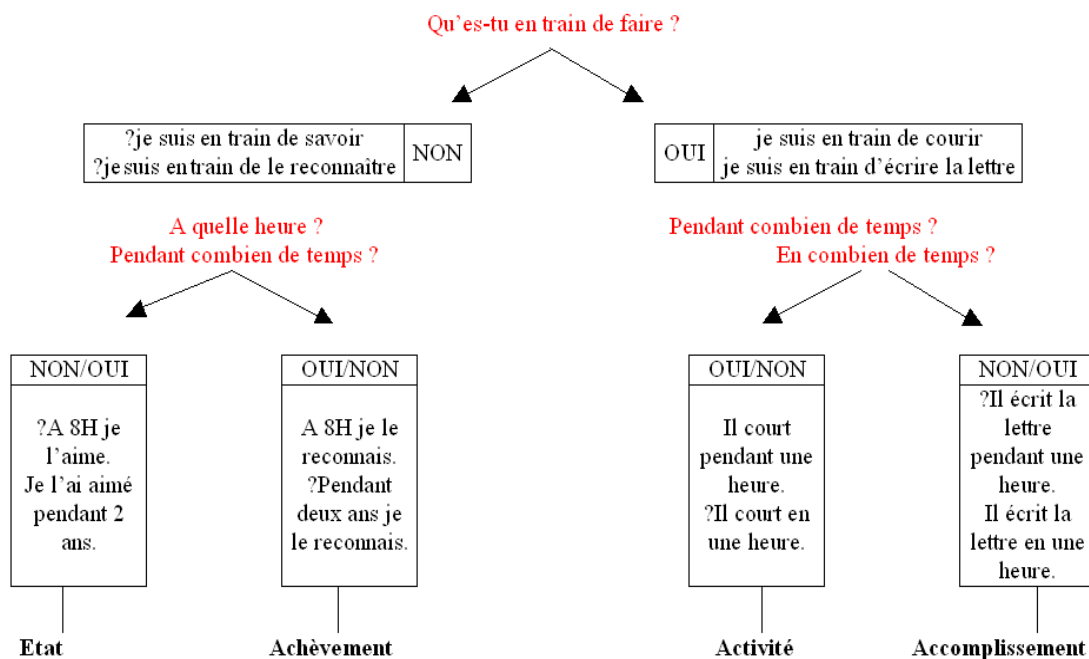 Qu'es-tu en train de faire ?
?je suis en train de savoir
?je suis en train de le reconnaître
NON
OUI
je suis en train de courir
je suis en train d'écrire la lettre
A quelle heure ?
Pendant combien de temps ?
Pendant combien de temps ?
En combien de temps ?
NON/OUI
?A 8H je
l'aime.
Je l'ai aimé
pendant 2
ans.
Etat
OUI/NON
A 8H je le
reconnais.
?Pendant
deux ans je
le reconnais.
Achèvement
OUI/NON
Il court
pendant une
heure.
?Il court en
une heure.
Activité
NON/OUI
?Il écrit la
lettre
pendant une
heure.
Il écrit la
lettre en une
heure.
Accomplissement